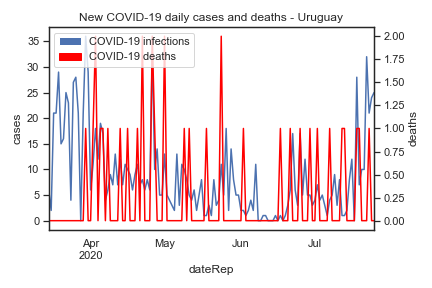 New COVID-19 daily cases and deaths - Uruguay
COVID-19 infections
COVID-19 deaths
35
30
25
20
15
10
5
0
cases
2.00
1.75
1.50
1.25
1.00
0.75
0.50
0.25
0.00
deaths
Apr
2020
May
Jun
Jul
dateRep